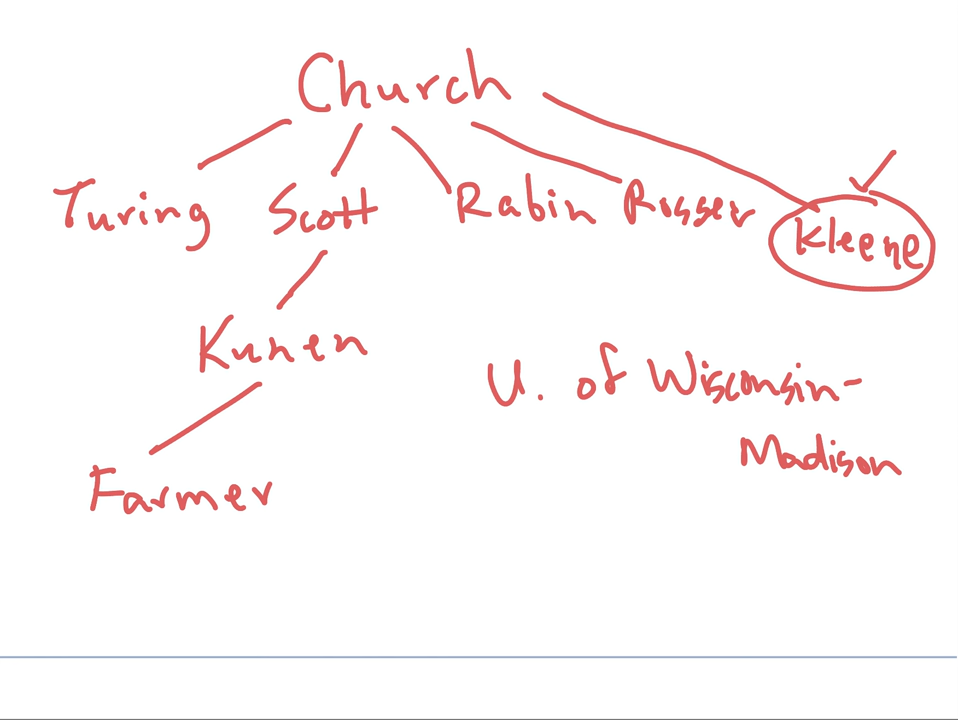 Church
Turing Scott Rabin Rosser Kleene
Kunen
U. of Wisconsin-
Madison
Farmer